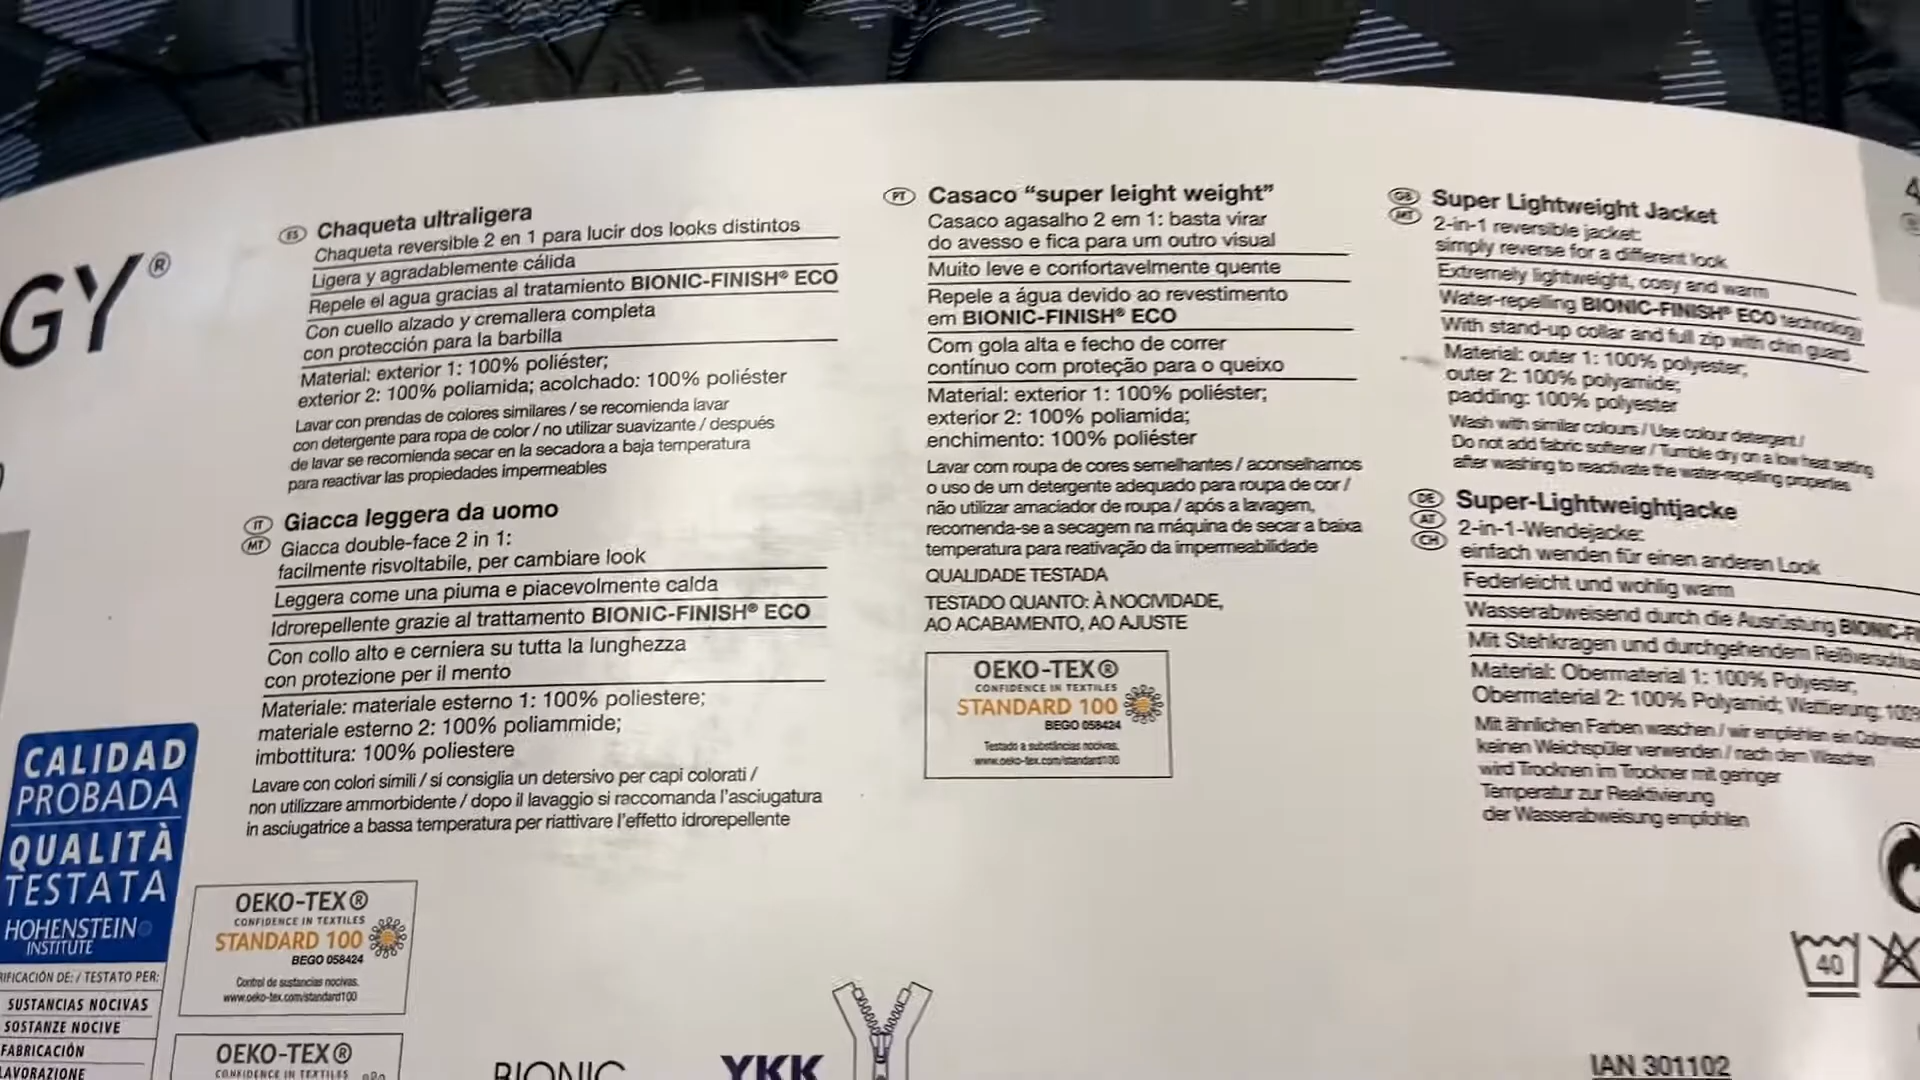 GY®
ES Chaqueta ultraligera
Chaqueta reversible 2 en 1 para lucir dos looks distintos
Ligera y agradablemente cálida
Repele el agua gracias al tratamiento BIONIC-FINISH® ECO
Con cuello alzado y cremallera completa
con protección para la barbilla
Material: exterior 1: 100% poliéster;
exterior 2: 100% poliamida; acolchado: 100% poliéster
Lavar con prendas de colores similares / se recomienda lavar
con detergente para ropa de color / no utilizar suavizante / después
de lavar se recomienda secar en la secadora a baja temperatura
para reactivar las propiedades impermeables
IT MT Giacca leggera da uomo
Giacca double-face 2 in 1:
facilmente risvoltabile, per cambiare look
Leggera come una piuma e piacevolmente calda
Idrorepellente grazie al trattamento BIONIC-FINISH® ECO
Con collo alto e cerniera su tutta la lunghezza
con protezione per il mento
Materiale: materiale esterno 1: 100% poliestere;
materiale esterno 2: 100% poliammide;
imbottitura: 100% poliestere
Lavare con colori simili / si consiglia un detersivo per capi colorati /
non utilizzare ammorbidente / dopo il lavaggio si raccomanda l'asciugatura
in asciugatrice a bassa temperatura per riattivare l'effetto idrorepellente
CALIDAD
PROBADA
QUALITÀ
TESTATA
HOHENSTEIN
INSTITUTE
RIFICACIÓN DE: / TESTATO PER:
SUSTANCIAS NOCIVAS
SOSTANZE NOCIVE
FABRICACIÓN
LAVORAZIONE
OEKO-TEX®
CONFIDENCE IN TEXTILES
STANDARD 100
BEGO 058424
Control de sustancias nocivas.
www.oeko-tex.com/standard100
OEKO-TEX®
CONFIDENCE IN TEXTILES
BIONIC
YKK
PT Casaco “super leight weight”
Casaco agasalho 2 em 1: basta virar
do avesso e fica para um outro visual
Muito leve e confortavelmente quente
Repele a água devido ao revestimento
em BIONIC-FINISH® ECO
Com gola alta e fecho de correr
contínuo com proteção para o queixo
Material: exterior 1: 100% poliéster;
exterior 2: 100% poliamida;
enchimento: 100% poliéster
Lavar com roupa de cores semelhantes / aconselhamos
o uso de um detergente adequado para roupa de cor /
não utilizar amaciador de roupa / após a lavagem,
recomenda-se a secagem na máquina de secar a baixa
temperatura para reativação da impermeabilidade
QUALIDADE TESTADA
TESTADO QUANTO: À NOCIVIDADE,
AO ACABAMENTO, AO AJUSTE
OEKO-TEX®
CONFIDENCE IN TEXTILES
STANDARD 100
BEGO 058424
Testado a substâncias nocivas.
www.oeko-tex.com/standard100
GB MT Super Lightweight Jacket
2-in-1 reversible jacket:
simply reverse for a different look
Extremely lightweight, cosy and warm
Water-repelling BIONIC-FINISH® ECO technology
With stand-up collar and full zip with chin guard
Material: outer 1: 100% polyester;
outer 2: 100% polyamide;
padding: 100% polyester
Wash with similar colours / Use colour detergent /
Do not add fabric softener / Tumble dry on a low heat setting
after washing to reactivate the water-repelling properties
DE AT CH Super-Lightweightjacke
2-in-1-Wendejacke:
einfach wenden für einen anderen Look
Federleicht und wohlig warm
Wasserabweisend durch die Ausrüstung BIONIC-FI
Mit Stehkragen und durchgehendem Reißverschlus
Material: Obermaterial 1: 100% Polyester;
Obermaterial 2: 100% Polyamid; Wattierung: 100%
Mit ähnlichen Farben waschen / wir empfehlen ein Colorwasc
keinen Weichspüler verwenden / nach dem Waschen
wird Trocknen im Trockner mit geringer
Temperatur zur Reaktivierung
der Wasserabweisung empfohlen
40
IAN 301102